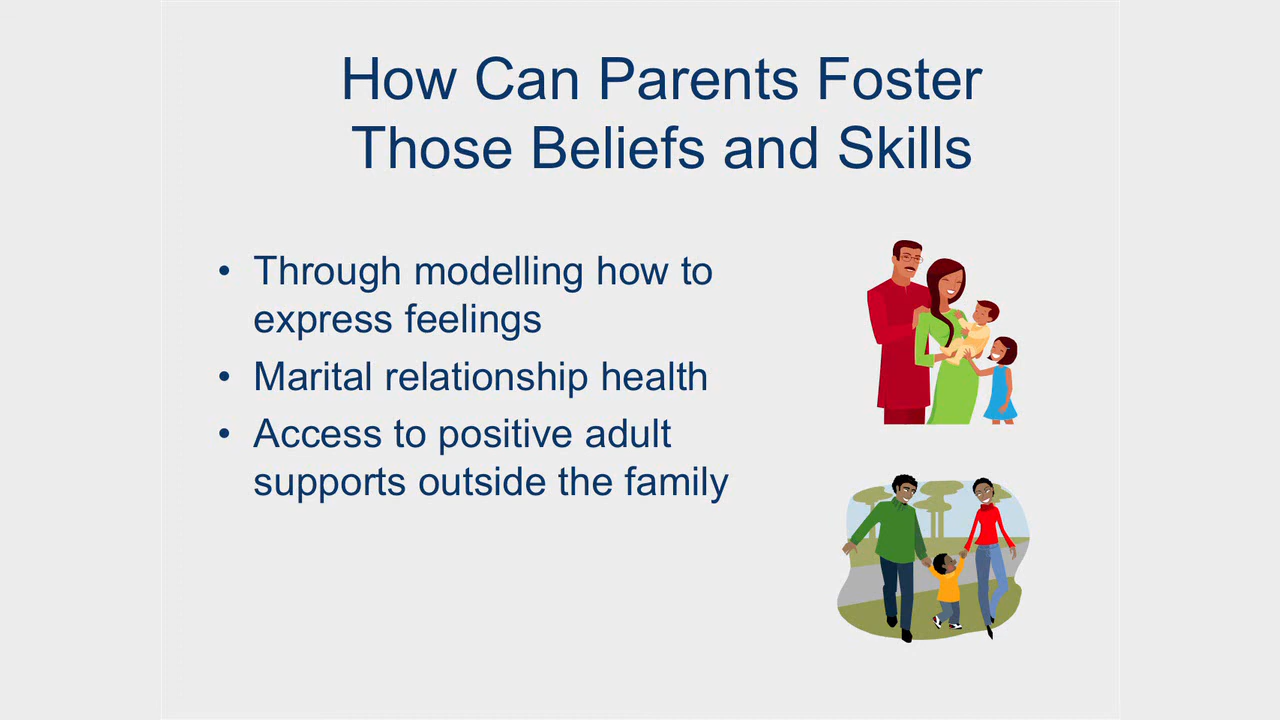 How Can Parents Foster
Those Beliefs and Skills
• Through modelling how to
express feelings
• Marital relationship health
• Access to positive adult
supports outside the family